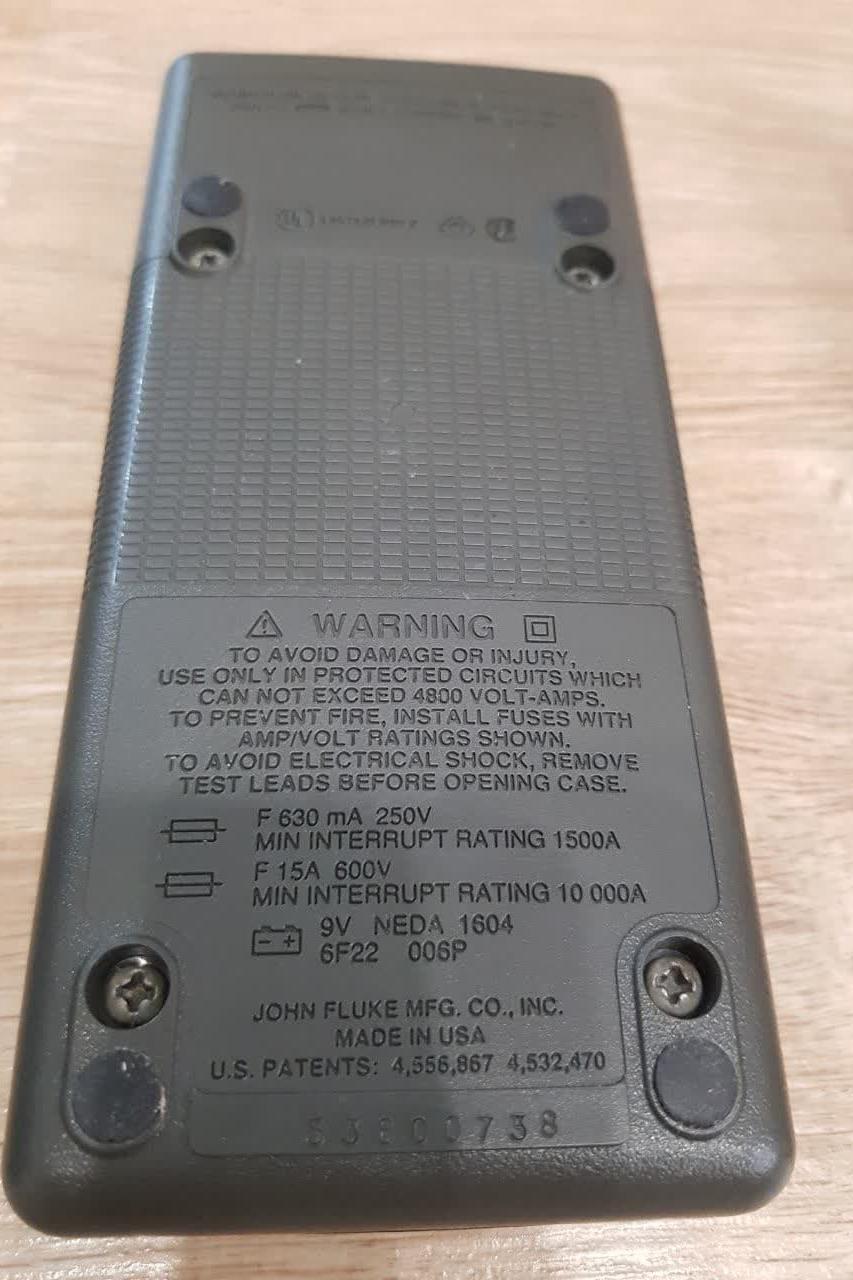 WARNING
TO AVOID DAMAGE OR INJURY,
USE ONLY IN PROTECTED CIRCUITS WHICH
CAN NOT EXCEED 4800 VOLT-AMPS.
TO PREVENT FIRE, INSTALL FUSES WITH
AMP/VOLT RATINGS SHOWN.
TO AVOID ELECTRICAL SHOCK, REMOVE
TEST LEADS BEFORE OPENING CASE.
F 630 mA 250V
MIN INTERRUPT RATING 1500A
F 15A 600V
MIN INTERRUPT RATING 10 000A
9V NEDA 1604
6F22 006P
JOHN FLUKE MFG. CO., INC.
MADE IN USA
U.S. PATENTS: 4,556,867 4,532,470